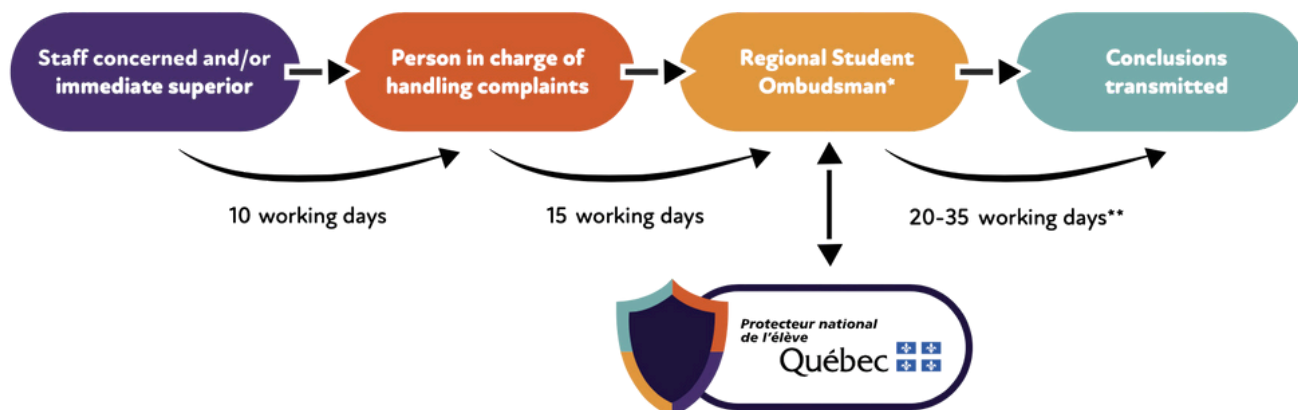 Staff concerned and/or
immediate superior
Person in charge of
handling complaints
Regional Student
Ombudsman*
Conclusions
transmitted
10 working days
15 working days
20-35 working days**
Protecteur national
de l'élève
Québec